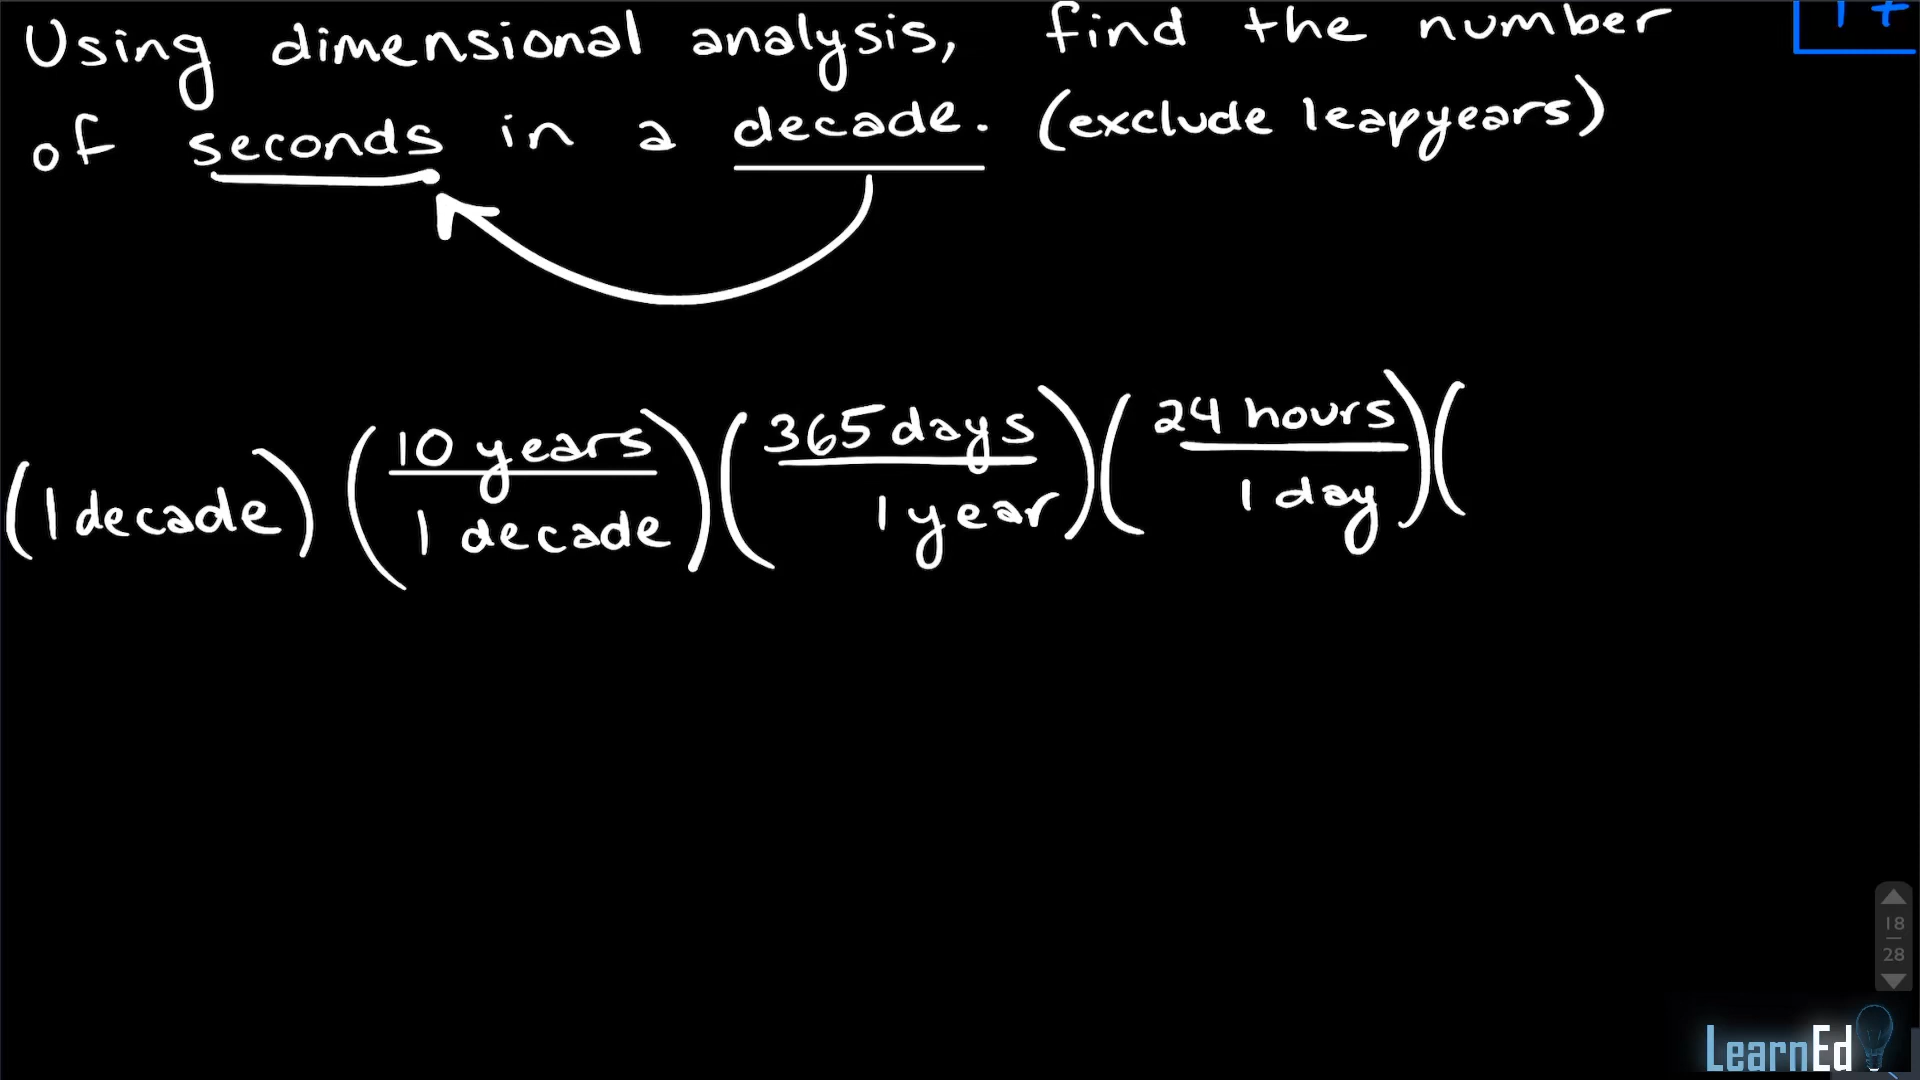 Using dimensional analysis, find the number
of seconds in a decade. (exclude leapyears)
(1 decade) (10 years / 1 decade) (365 days / 1 year) (24 hours / 1 day) (
18
28
LearnEd